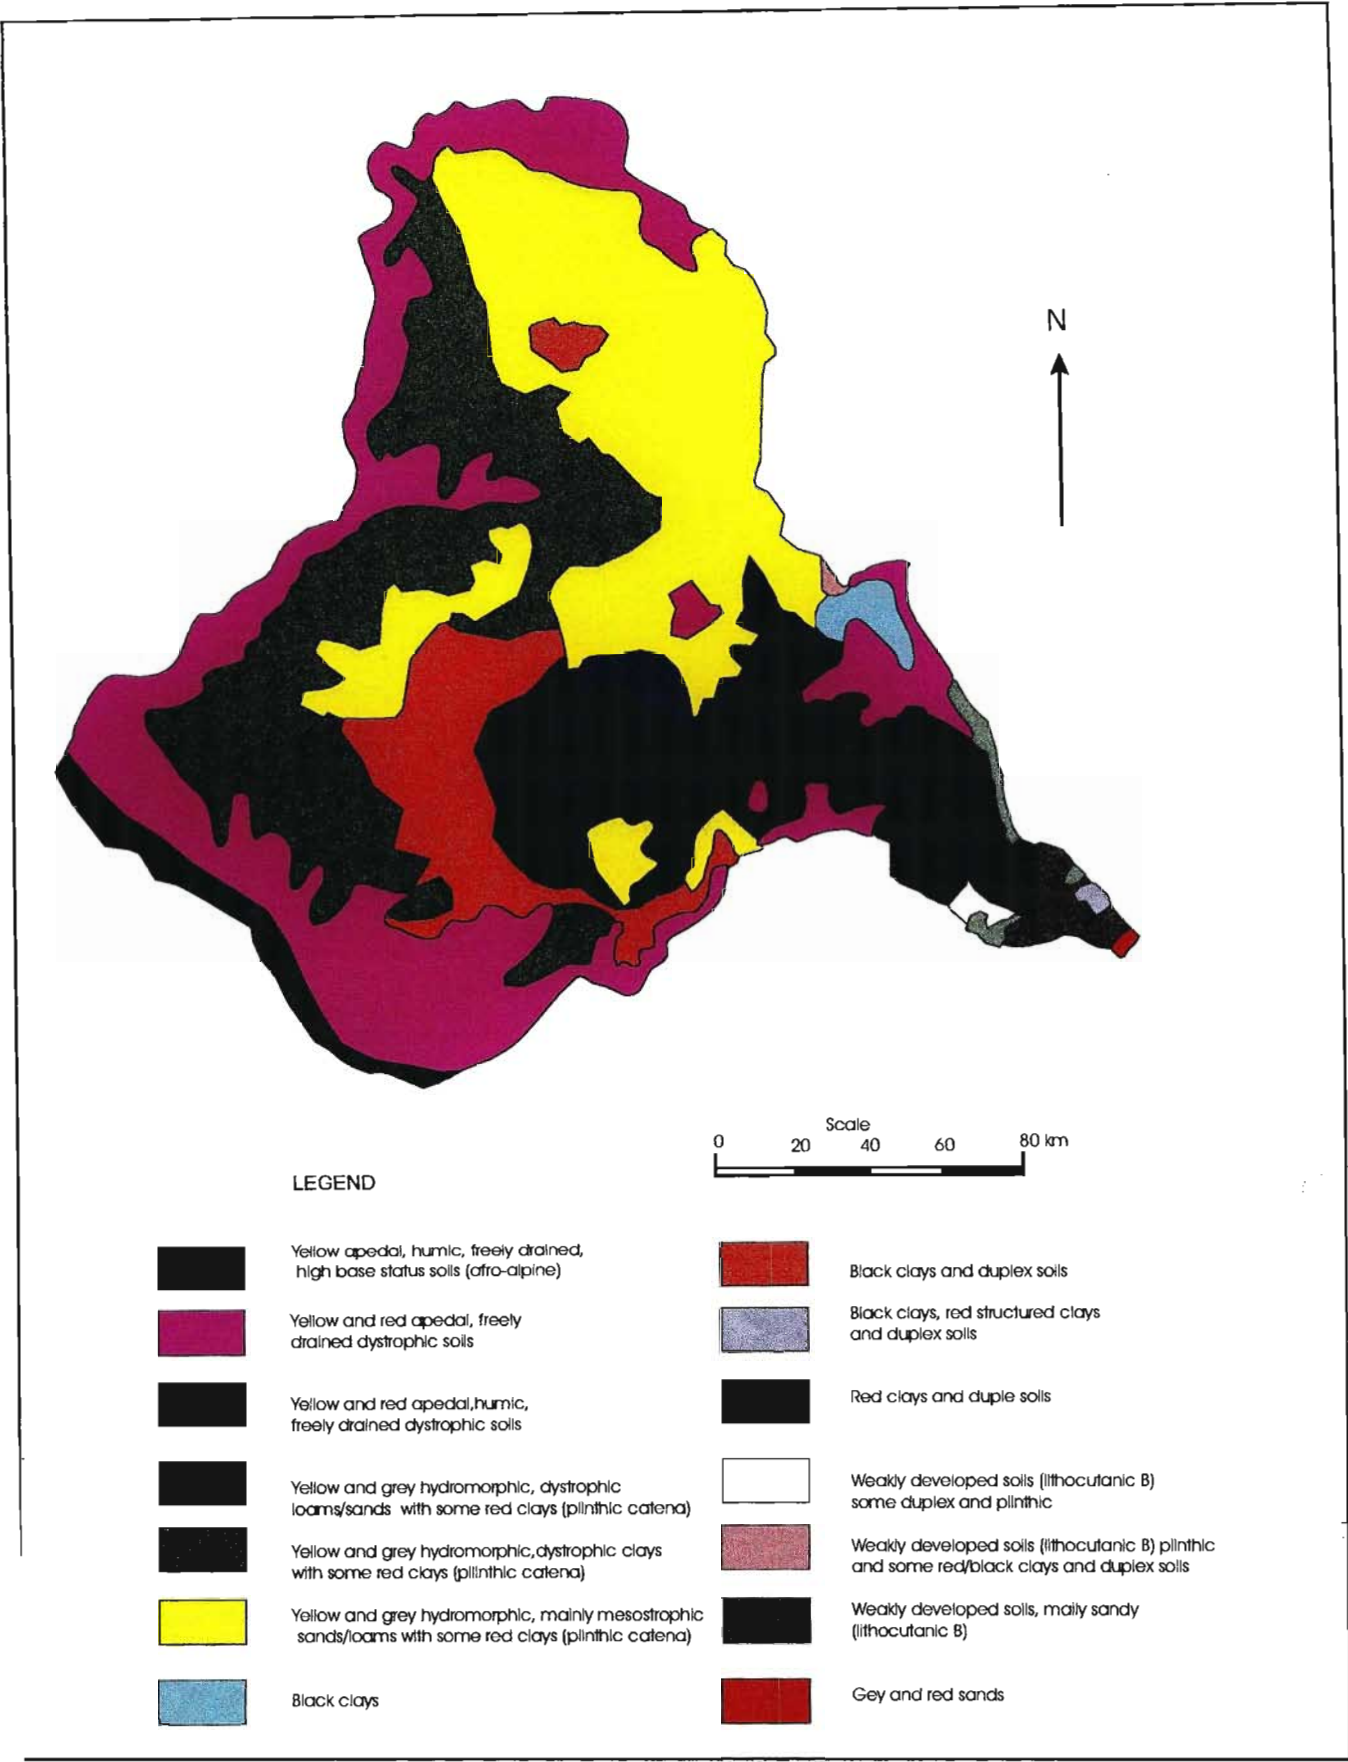 N
Scale
0 20 40 60 80 km
LEGEND
Yellow apedal, humic, freely drained,
high base status soils (afro-alpine)
Yellow and red apedal, freely
drained dystrophic soils
Yellow and red apedal,humic,
freely drained dystrophic soils
Yellow and grey hydromorphic, dystrophic
loams/sands with some red clays (plinthic catena)
Yellow and grey hydromorphic,dystrophic clays
with some red clays (pllinthic catena)
Yellow and grey hydromorphic, mainly mesostrophic
sands/loams with some red clays (plinthic catena)
Black clays
Black clays and duplex soils
Black clays, red structured clays
and duplex soils
Red clays and duple soils
Weakly developed soils (lithocutanic B)
some duplex and plinthic
Weakly developed soils (lithocutanic B) plinthic
and some red/black clays and duplex soils
Weakly developed soils, maily sandy
(lithocutanic B)
Gey and red sands